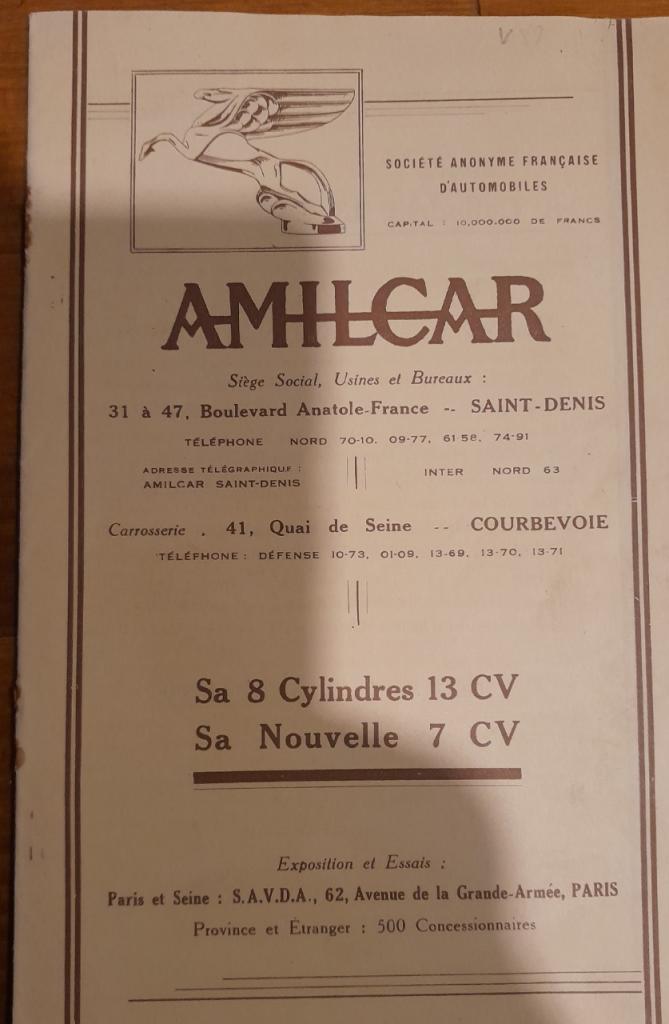 SOCIÉTÉ ANONYME FRANÇAISE
D'AUTOMOBILES
CAPITAL : 10,000.000 DE FRANCS
AMILCAR
Siège Social, Usines et Bureaux :
31 à 47, Boulevard Anatole-France -- SAINT-DENIS
TÉLÉPHONE NORD 70-10. 09-77, 61-58, 74-91
ADRESSE TÉLÉGRAPHIQUE :
AMILCAR SAINT-DENIS
INTER NORD 63
Carrosserie . 41, Quai de Seine -- COURBEVOIE
TÉLÉPHONE : DÉFENSE 10-73, 01-09, 13-69, 13-70, 13-71
Sa 8 Cylindres 13 CV
Sa Nouvelle 7 CV
Exposition et Essais :
Paris et Seine : S.A.V.D.A., 62, Avenue de la Grande-Armée, PARIS
Province et Étranger : 500 Concessionnaires